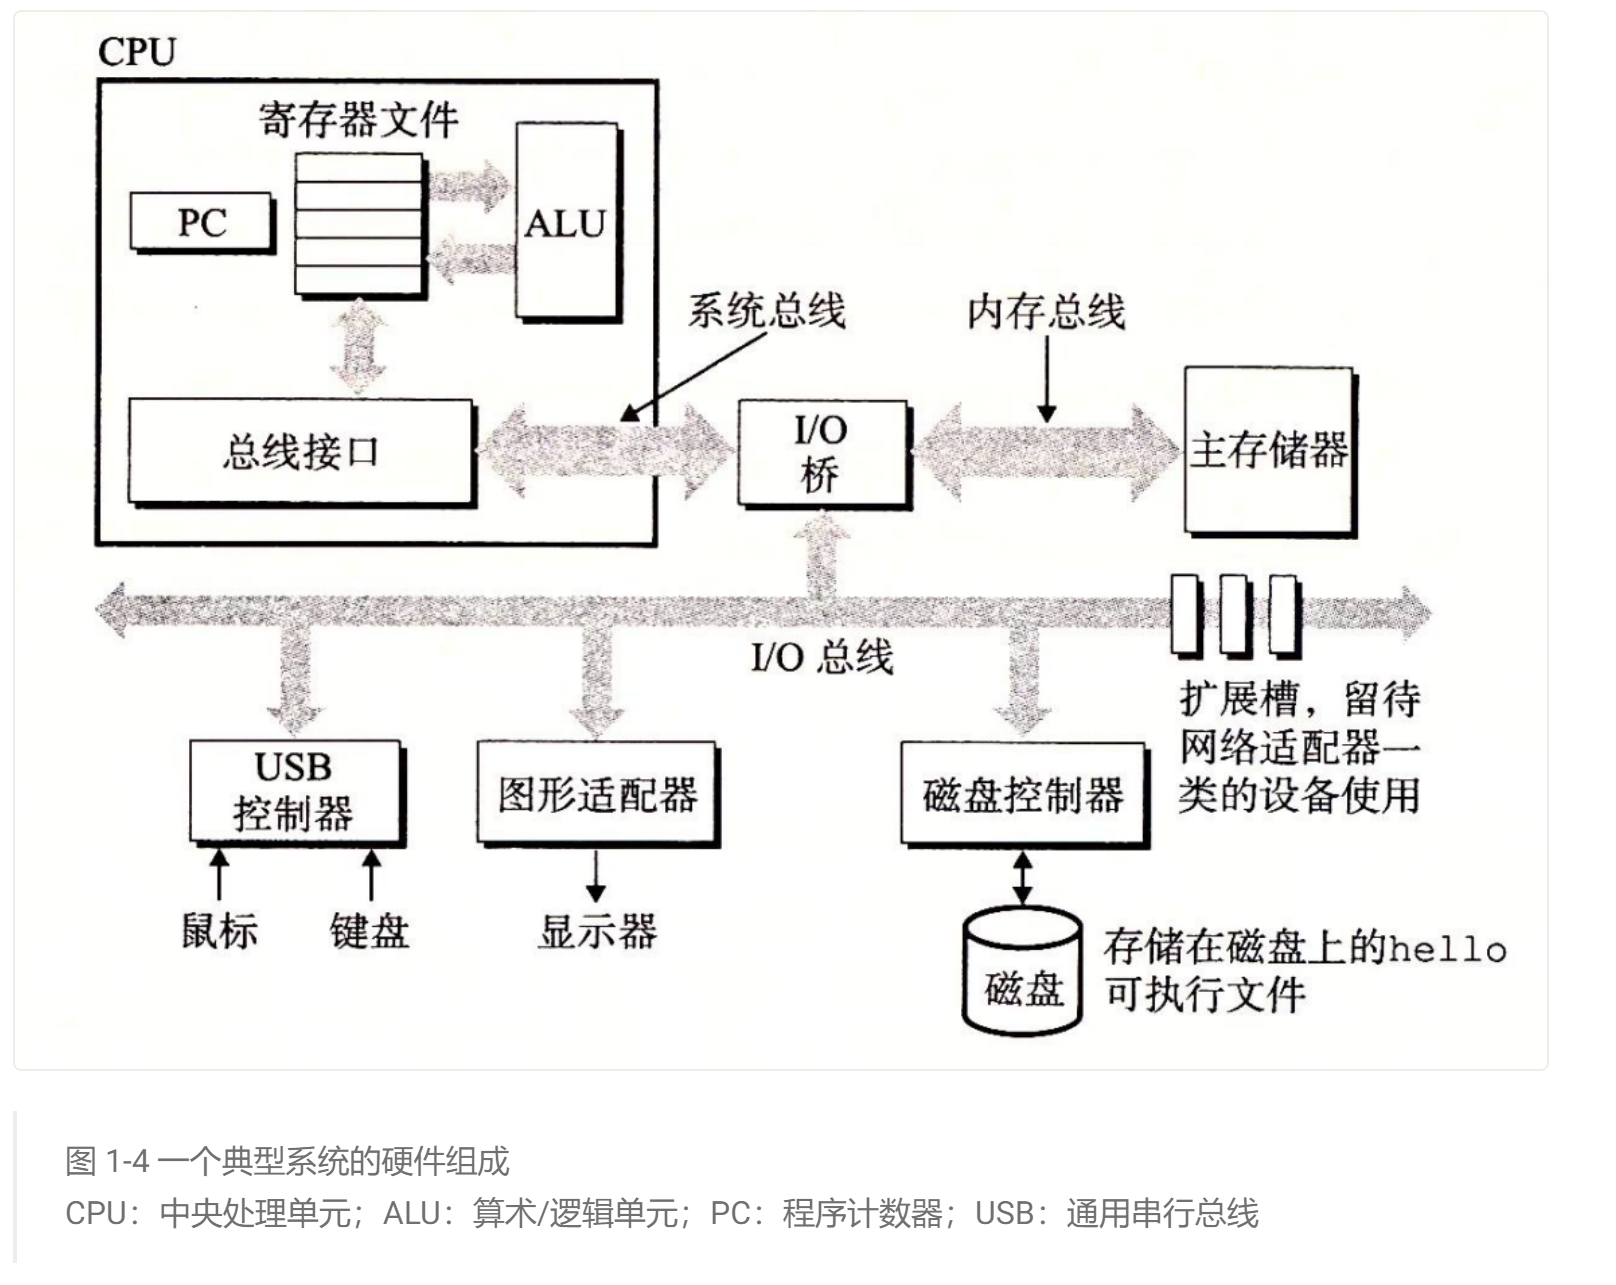 CPU
寄存器文件
PC
ALU
系统总线
内存总线
总线接口
I/O
桥
主存储器
I/O 总线
扩展槽，留待
网络适配器一
类的设备使用
USB
控制器
图形适配器
磁盘控制器
鼠标
键盘
显示器
磁盘
存储在磁盘上的hello
可执行文件
图 1-4 一个典型系统的硬件组成
CPU：中央处理单元；ALU：算术/逻辑单元；PC：程序计数器；USB：通用串行总线